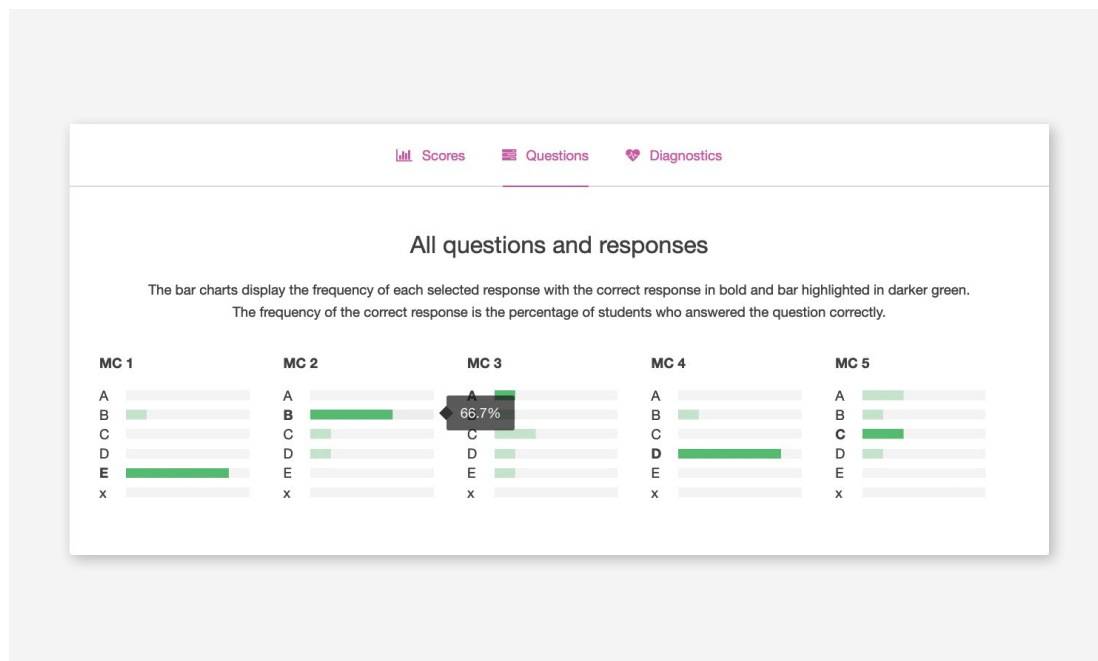 Scores Questions Diagnostics
All questions and responses
The bar charts display the frequency of each selected response with the correct response in bold and bar highlighted in darker green.
The frequency of the correct response is the percentage of students who answered the question correctly.
MC 1
A
B
C
D
E
x
MC 2
A
B
66.7%
C
D
E
x
MC 3
A
C
D
E
x
MC 4
A
B
C
D
E
x
MC 5
A
B
C
D
E
x